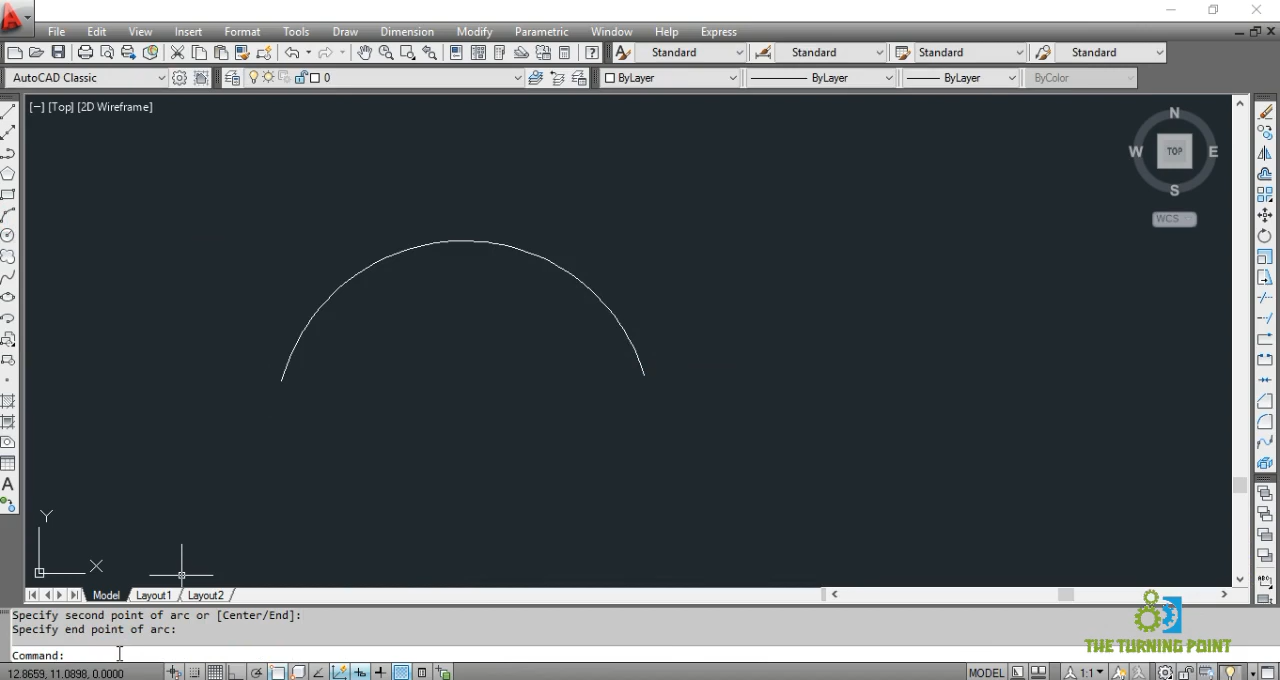 File Edit View Insert Format Tools Draw Dimension Modify Parametric Window Help Express
Standard Standard Standard Standard
AutoCAD Classic 0 ByLayer ByLayer ByLayer ByColor
[−] [Top] [2D Wireframe]
N
W TOP E
S
WCS
A
Y
X
Model Layout1 Layout2
Specify second point of arc or [Center/End]:
Specify end point of arc:
Command:
THE TURNING POINT
12.8659, 11.0898, 0.0000 MODEL 1:1